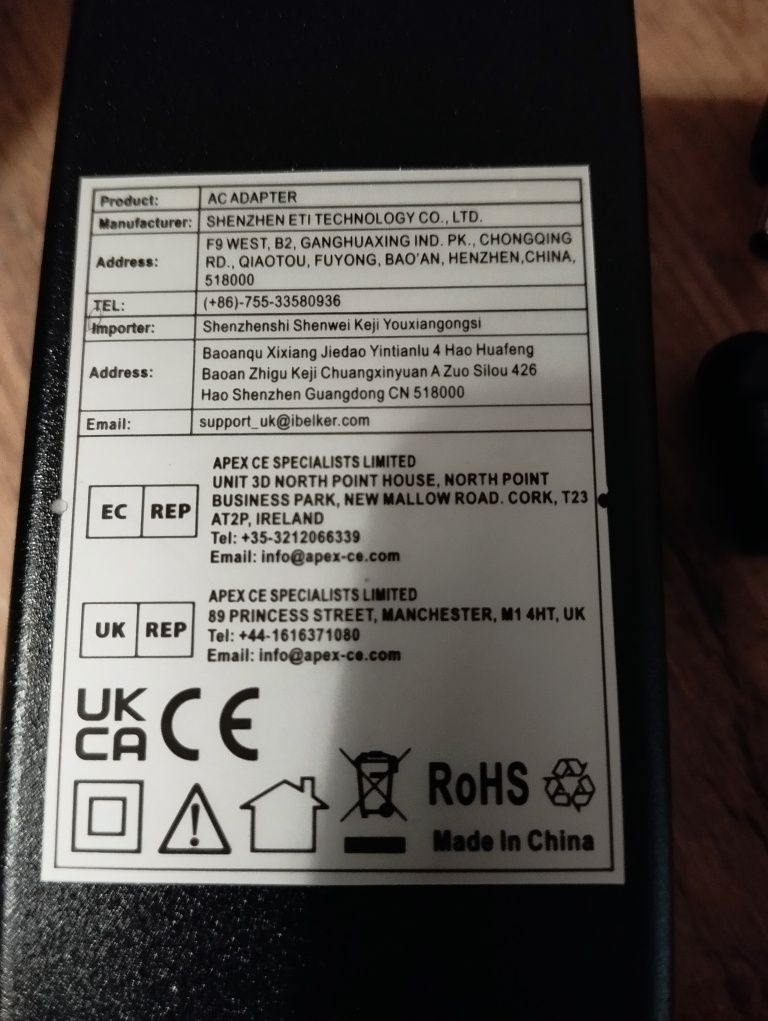 Product: AC ADAPTER
Manufacturer: SHENZHEN ETI TECHNOLOGY CO., LTD.
F9 WEST, B2, GANGHUAXING IND. PK., CHONGQING
Address: RD., QIAOTOU, FUYONG, BAO'AN, HENZHEN,CHINA,
518000
TEL: (+86)-755-33580936
Importer: Shenzhenshi Shenwei Keji Youxiangongsi
Baoanqu Xixiang Jiedao Yintianlu 4 Hao Huafeng
Address: Baoan Zhigu Keji Chuangxinyuan A Zuo Silou 426
Hao Shenzhen Guangdong CN 518000
Email: support_uk@ibelker.com
APEX CE SPECIALISTS LIMITED
UNIT 3D NORTH POINT HOUSE, NORTH POINT
EC REP BUSINESS PARK, NEW MALLOW ROAD. CORK, T23
AT2P, IRELAND
Tel: +35-3212066339
Email: info@apex-ce.com
APEX CE SPECIALISTS LIMITED
89 PRINCESS STREET, MANCHESTER, M1 4HT, UK
UK REP Tel: +44-1616371080
Email: info@apex-ce.com
UK
CA CE
RoHS
Made In China